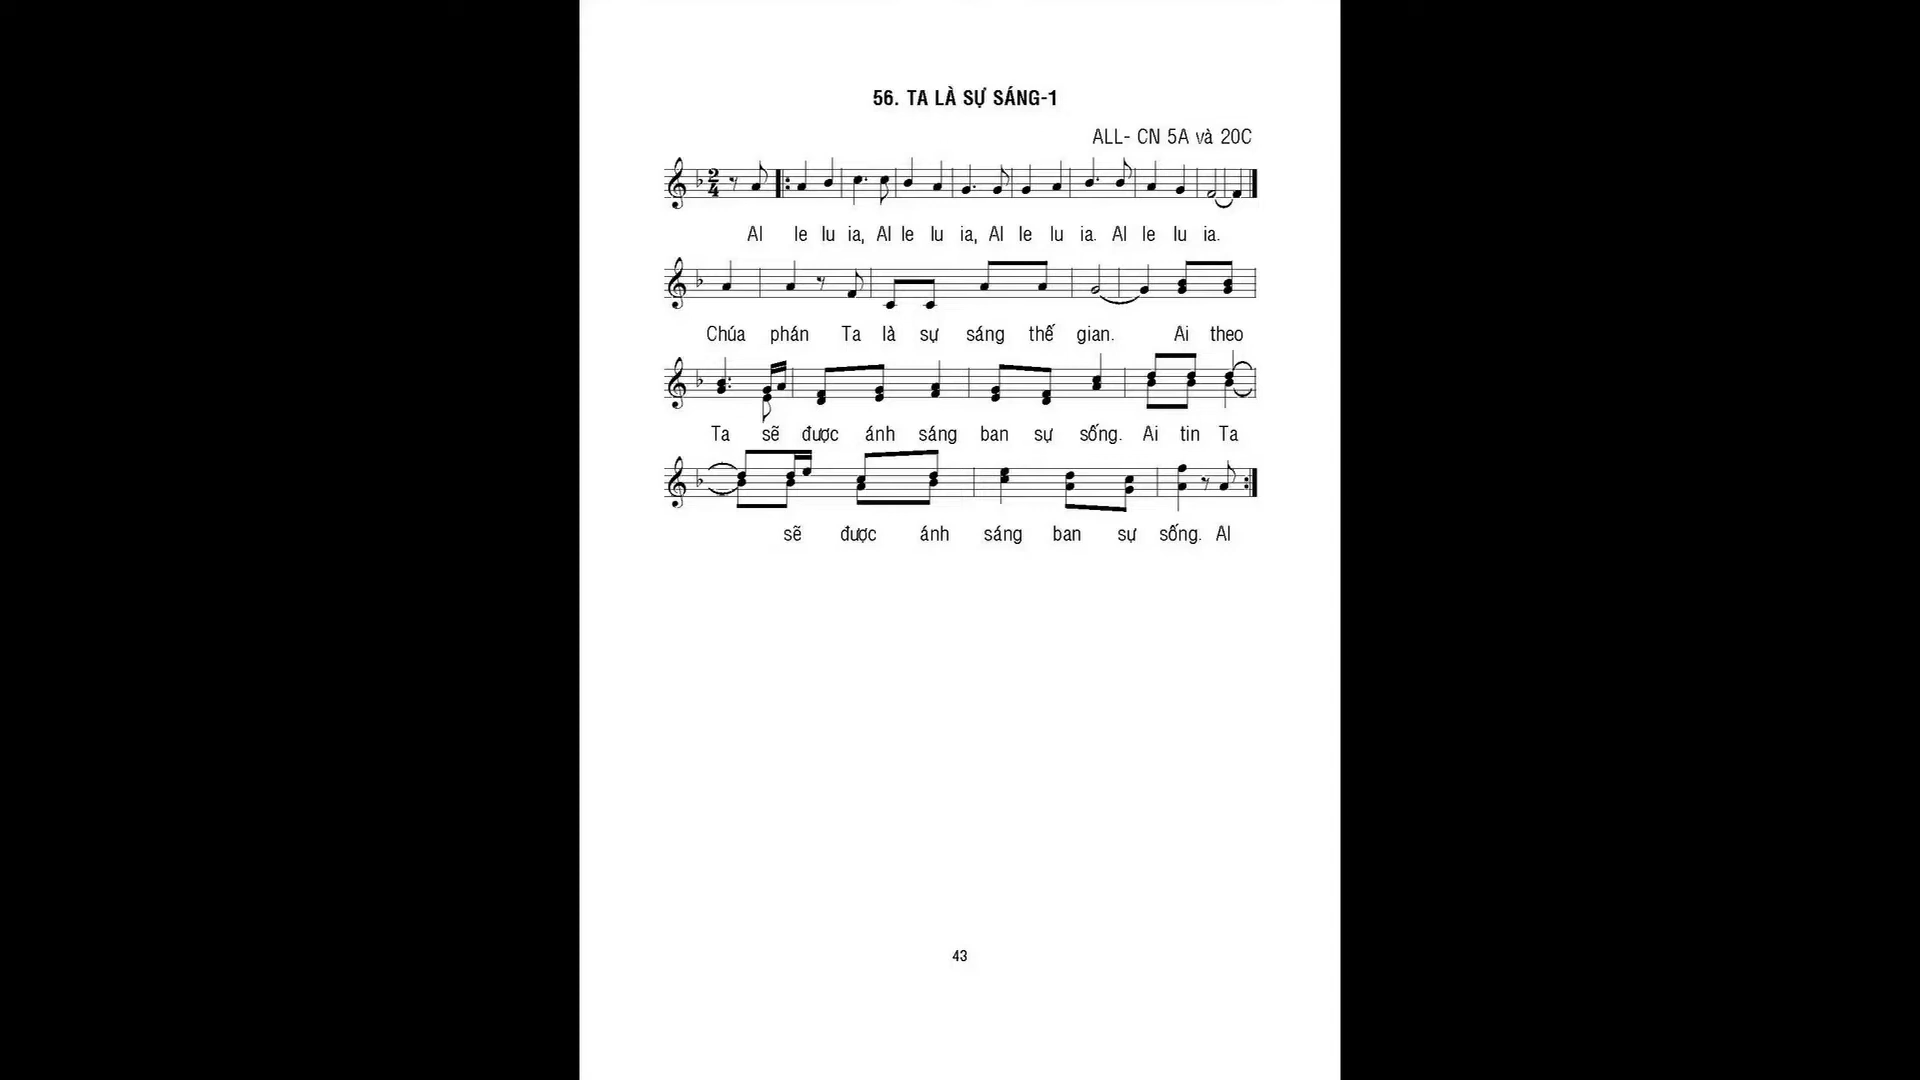 56. TA LÀ SỰ SÁNG-1
ALL- CN 5A và 20C
2
4
Al le lu ia, Al le lu ia, Al le lu ia. Al le lu ia.
Chúa phán Ta là sự sáng thế gian. Ai theo
Ta sẽ được ánh sáng ban sự sống. Ai tin Ta
sẽ được ánh sáng ban sự sống. Al
43